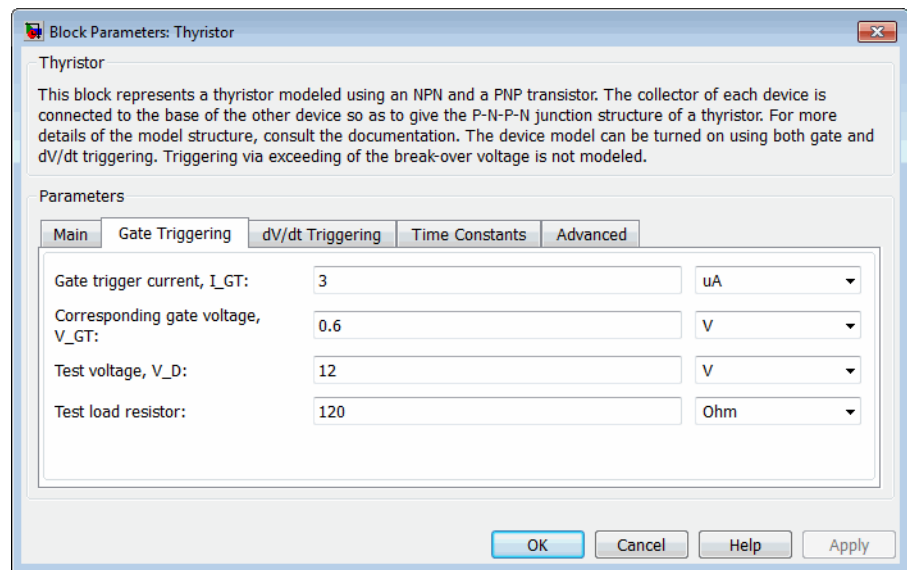 Block Parameters: Thyristor
Thyristor
This block represents a thyristor modeled using an NPN and a PNP transistor. The collector of each device is
connected to the base of the other device so as to give the P-N-P-N junction structure of a thyristor. For more
details of the model structure, consult the documentation. The device model can be turned on using both gate and
dV/dt triggering. Triggering via exceeding of the break-over voltage is not modeled.
Parameters
Main Gate Triggering dV/dt Triggering Time Constants Advanced
Gate trigger current, I_GT: 3 uA
Corresponding gate voltage,
V_GT: 0.6 V
Test voltage, V_D: 12 V
Test load resistor: 120 Ohm
OK Cancel Help Apply